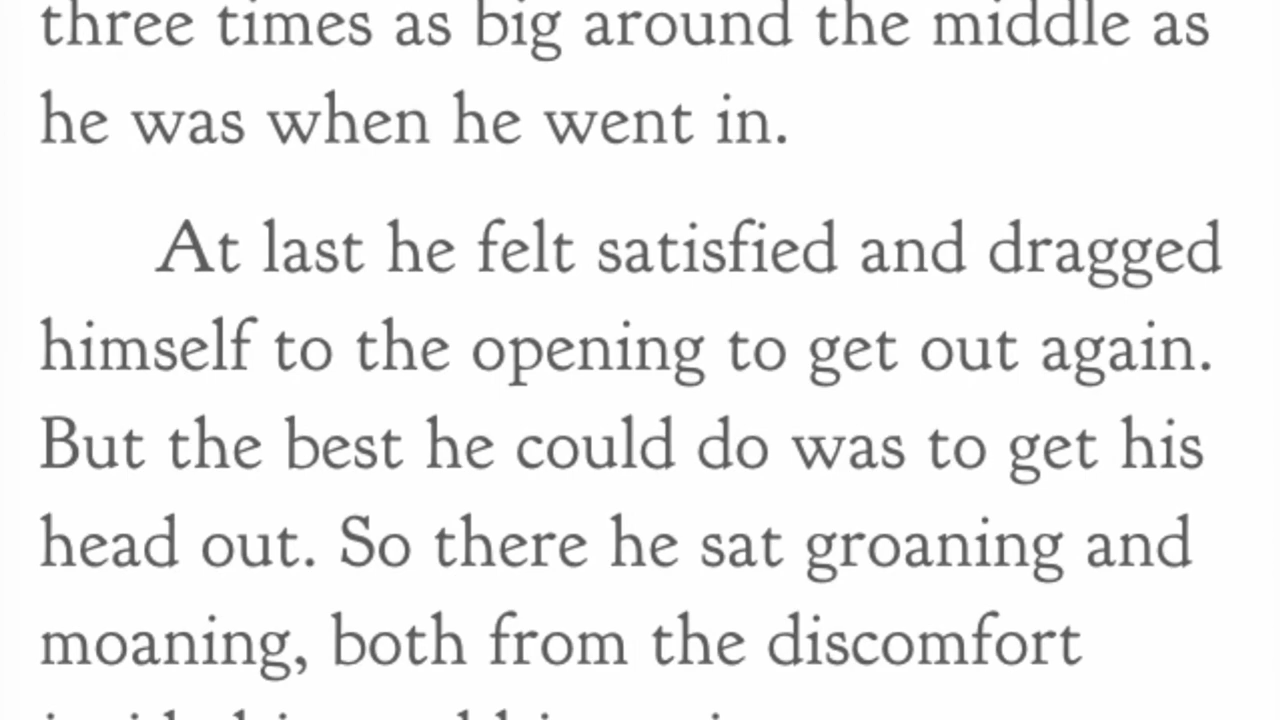 three times as big around the middle as
he was when he went in.
At last he felt satisfied and dragged
himself to the opening to get out again.
But the best he could do was to get his
head out. So there he sat groaning and
moaning, both from the discomfort